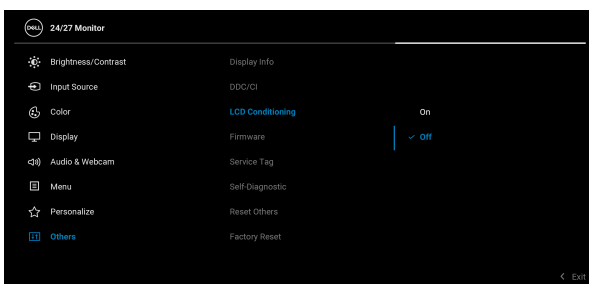 DELL 24/27 Monitor
Brightness/Contrast Display Info
Input Source DDC/CI
Color LCD Conditioning On
Display Firmware Off
Audio & Webcam Service Tag
Menu Self-Diagnostic
Personalize Reset Others
Others Factory Reset
Exit